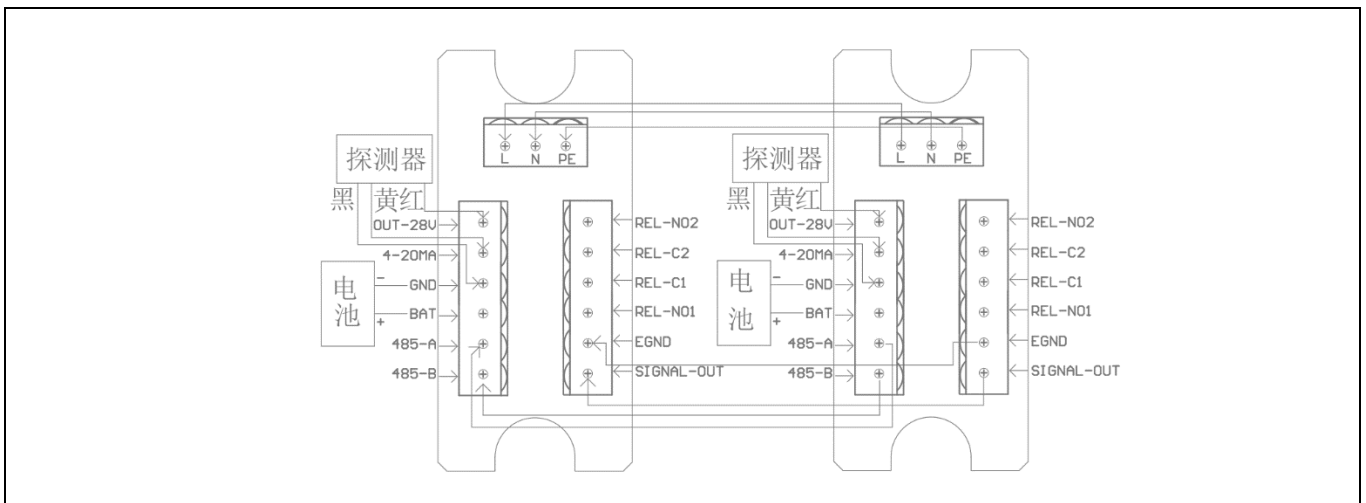 L N PE
探测器
黑 黄红
OUT-28V
4-20MA
- GND
电池
+ BAT
485-A
485-B
REL-NO2
REL-C2
REL-C1
REL-NO1
EGND
SIGNAL-OUT
L N PE
探测器
黑 黄红
OUT-28V
4-20MA
- GND
电池
+ BAT
485-A
485-B
REL-NO2
REL-C2
REL-C1
REL-NO1
EGND
SIGNAL-OUT